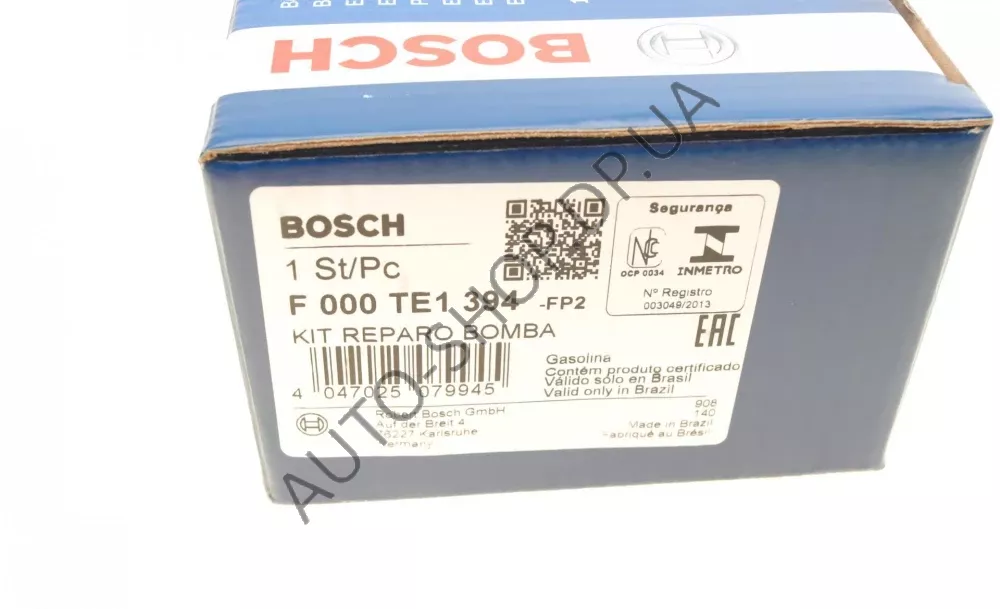 BOSCH
BOSCH
1 St/Pc
F 000 TE1 394 -FP2
KIT REPARO BOMBA
4 047025 079945
Robert Bosch GmbH
Auf der Breit 4
76227 Karlsruhe
Germany
Segurança
OCP 0034
INMETRO
Nº Registro
003049/2013
EAC
Gasolina
Contém produto certificado
Válido sólo en Brasil
Valid only in Brazil
908
140
Made in Brazil
Fabriqué au Brésil
AUTO-SHOP.DP.UA